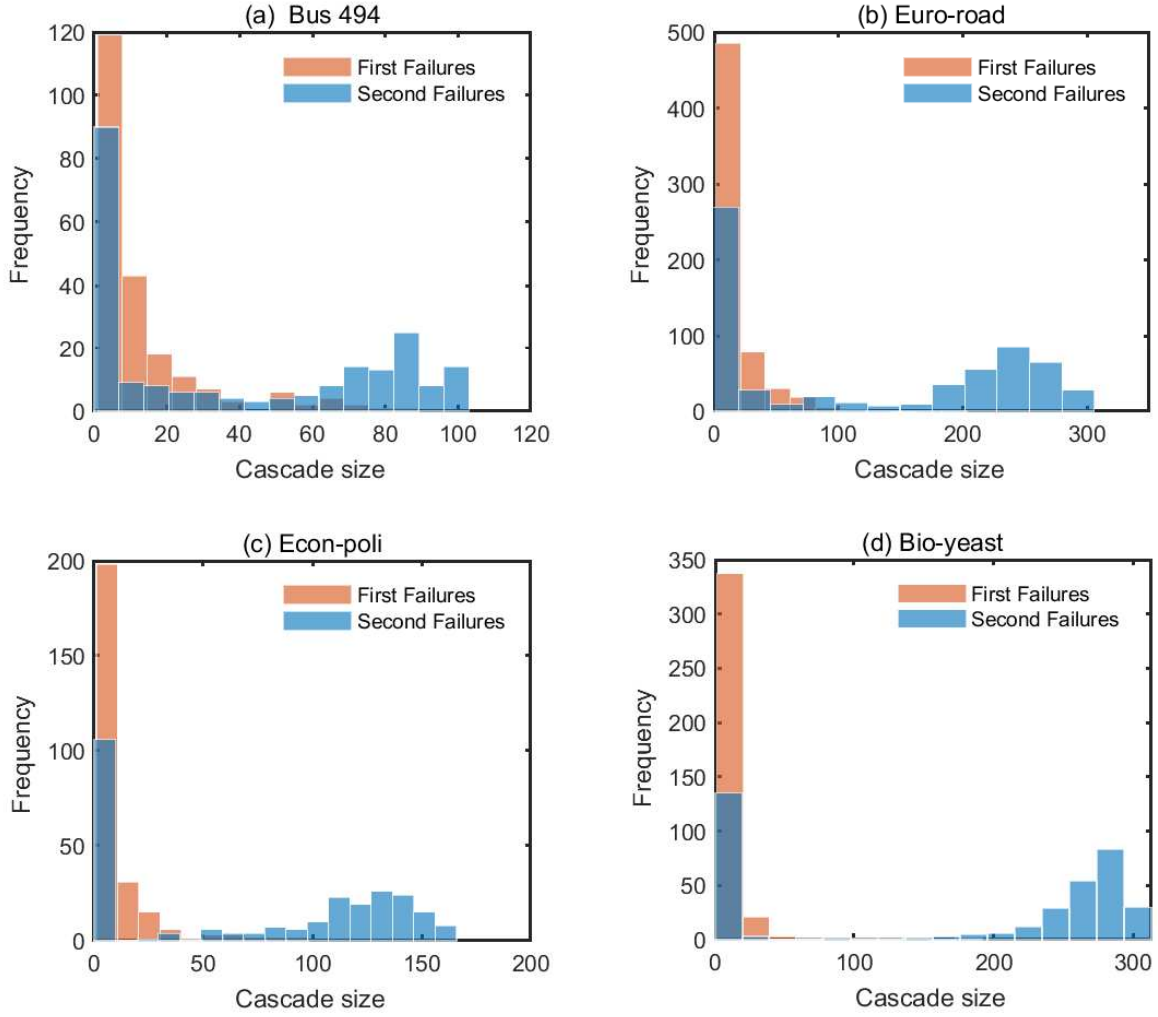 (a) Bus 494
120
100
80
60
40
20
0
Frequency
First Failures
Second Failures
0 20 40 60 80 100 120
Cascade size
(b) Euro-road
500
400
300
200
100
0
Frequency
First Failures
Second Failures
0 100 200 300
Cascade size
(c) Econ-poli
200
150
100
50
0
Frequency
First Failures
Second Failures
0 50 100 150 200
Cascade size
(d) Bio-yeast
350
300
250
200
150
100
50
0
Frequency
First Failures
Second Failures
0 100 200 300
Cascade size